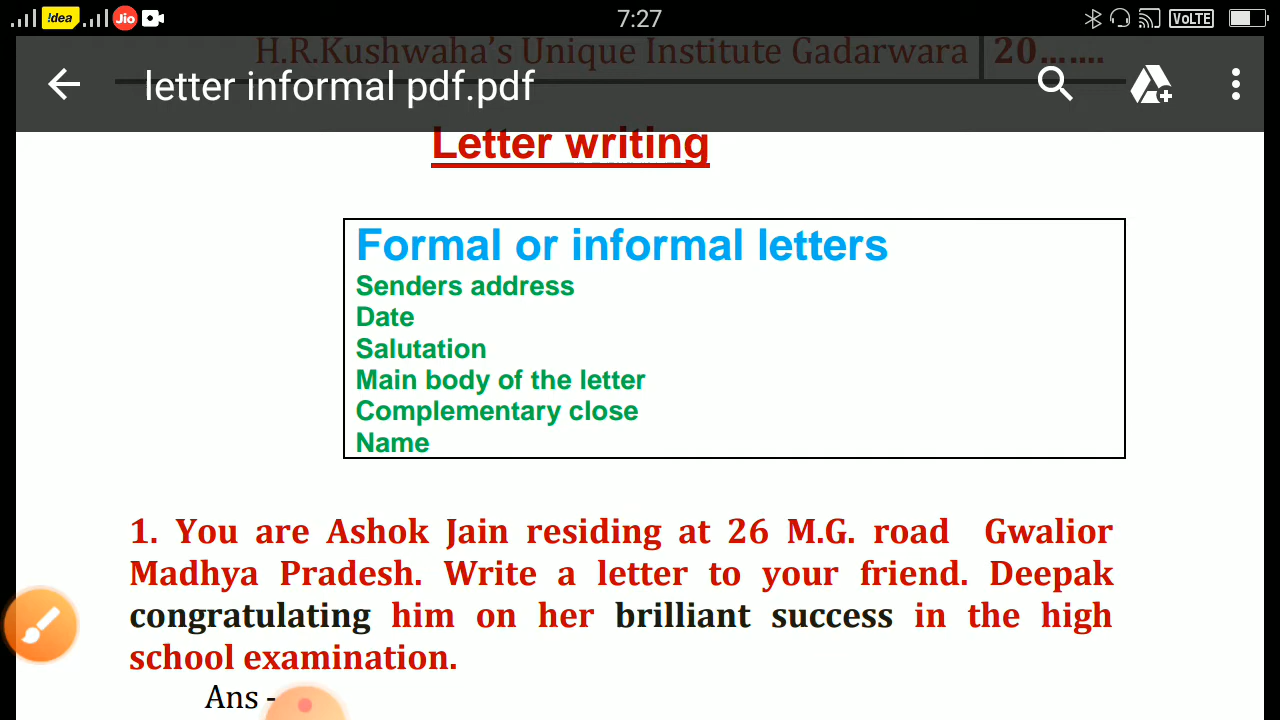 !dea Jio 7:27 VoLTE
H.R.Kushwaha's Unique Institute Gadarwara 20.......
letter informal pdf.pdf
Letter writing
Formal or informal letters
Senders address
Date
Salutation
Main body of the letter
Complementary close
Name
1. You are Ashok Jain residing at 26 M.G. road Gwalior
Madhya Pradesh. Write a letter to your friend. Deepak
congratulating him on her brilliant success in the high
school examination.
Ans -